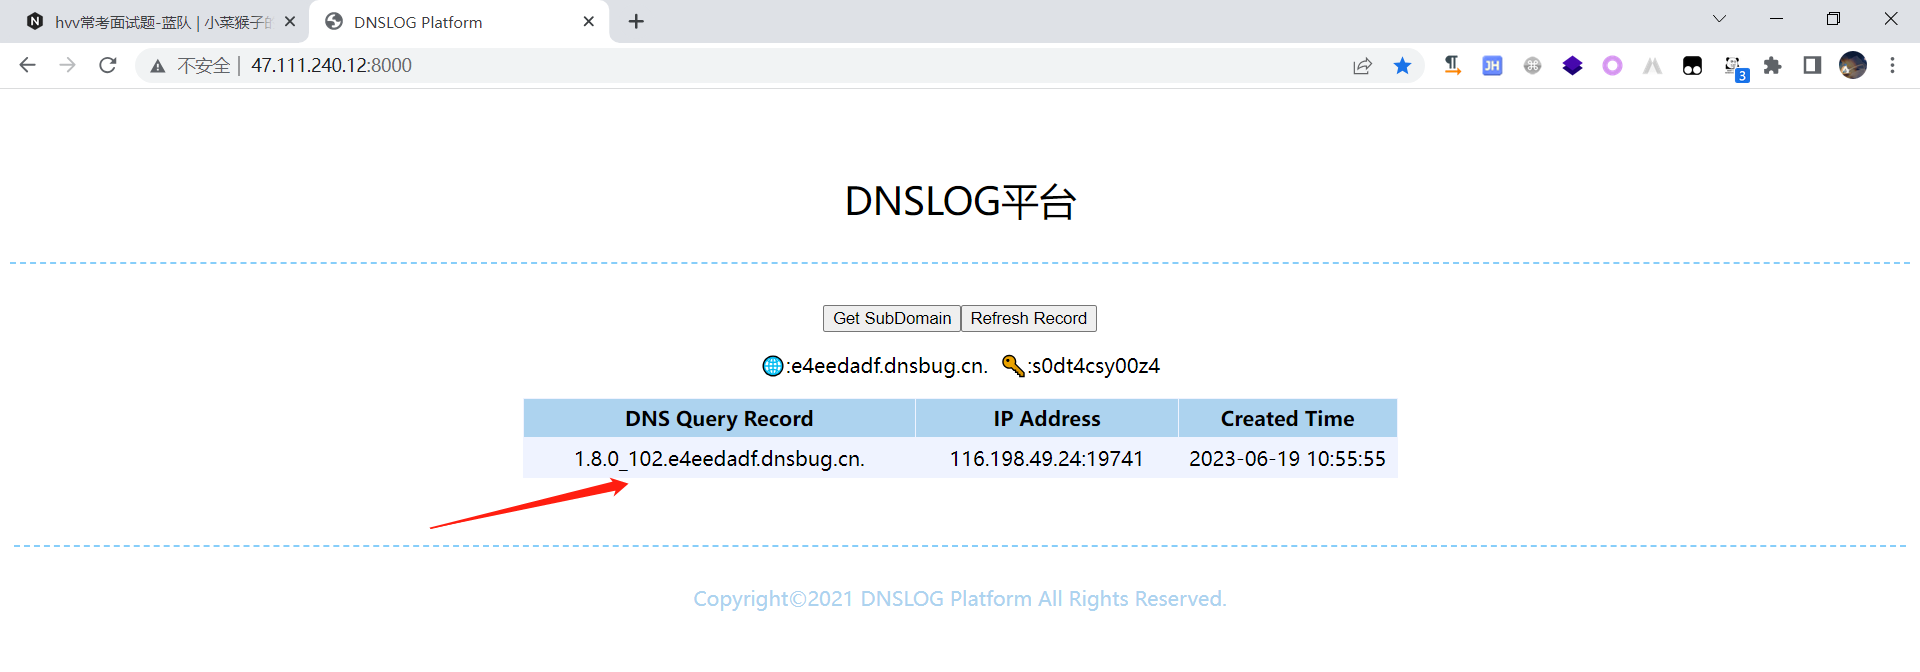 hvv常考面试题-蓝队 | 小菜猴子的
DNSLOG Platform
不安全 | 47.111.240.12:8000
JH
3
DNSLOG平台
Get SubDomain Refresh Record
:e4eedadf.dnsbug.cn. :s0dt4csy00z4
DNS Query Record IP Address Created Time
1.8.0_102.e4eedadf.dnsbug.cn. 116.198.49.24:19741 2023-06-19 10:55:55
Copyright©2021 DNSLOG Platform All Rights Reserved.